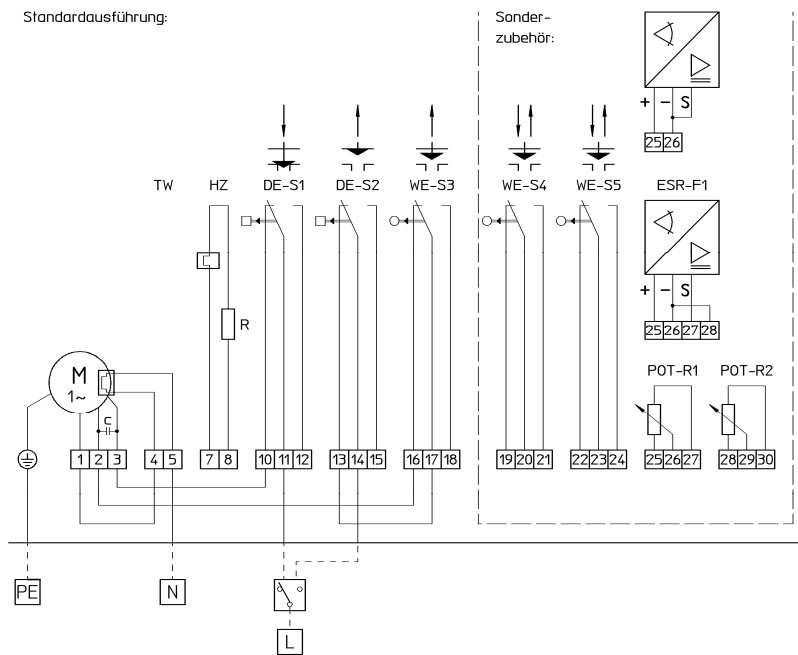 Standardausführung:
Sonder-
zubehör:
+ − S
25 26
TW HZ DE-S1 DE-S2 WE-S3 WE-S4 WE-S5 ESR-F1
R
+ − S
25 26 27 28
M
1~
C
POT-R1 POT-R2
1 2 3 4 5 7 8 10 11 12 13 14 15 16 17 18 19 20 21 22 23 24 25 26 27 28 29 30
PE N
L